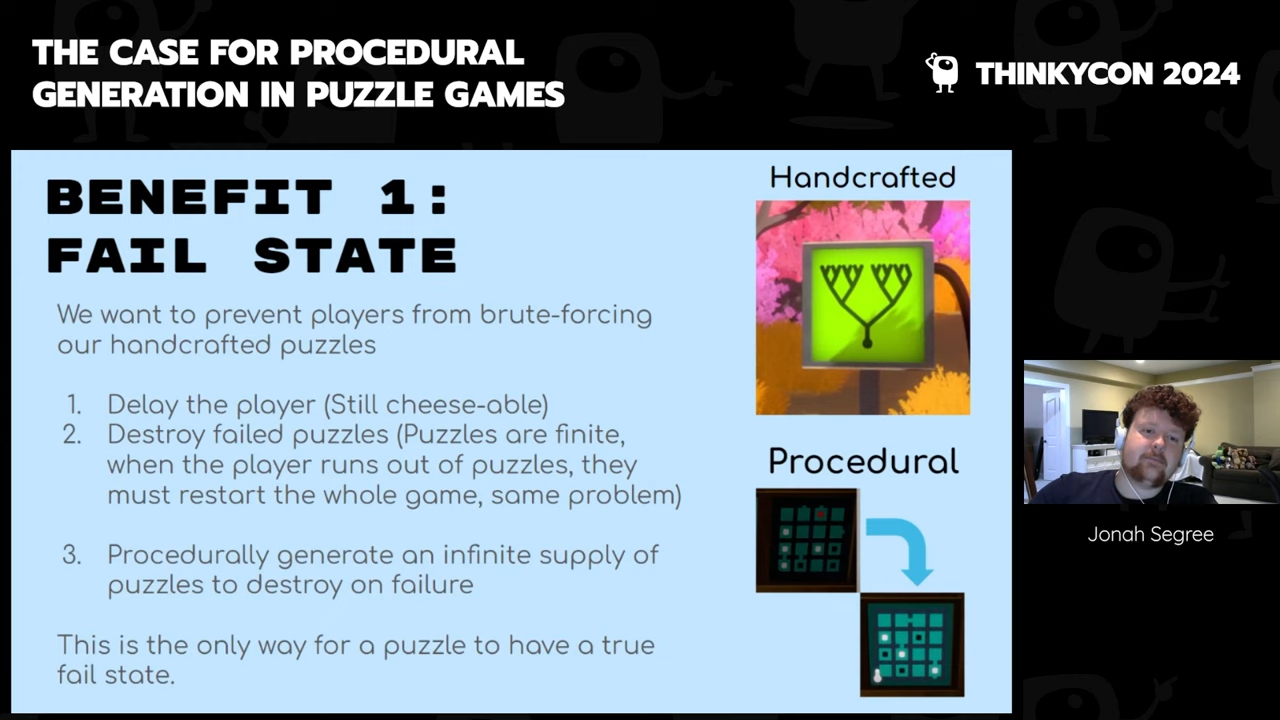 THE CASE FOR PROCEDURAL
GENERATION IN PUZZLE GAMES
THINKYCON 2024
BENEFIT 1:
FAIL STATE
We want to prevent players from brute-forcing
our handcrafted puzzles
1. Delay the player (Still cheese-able)
2. Destroy failed puzzles (Puzzles are finite,
when the player runs out of puzzles, they
must restart the whole game, same problem)
3. Procedurally generate an infinite supply of
puzzles to destroy on failure
This is the only way for a puzzle to have a true
fail state.
Handcrafted
Procedural
Jonah Segree